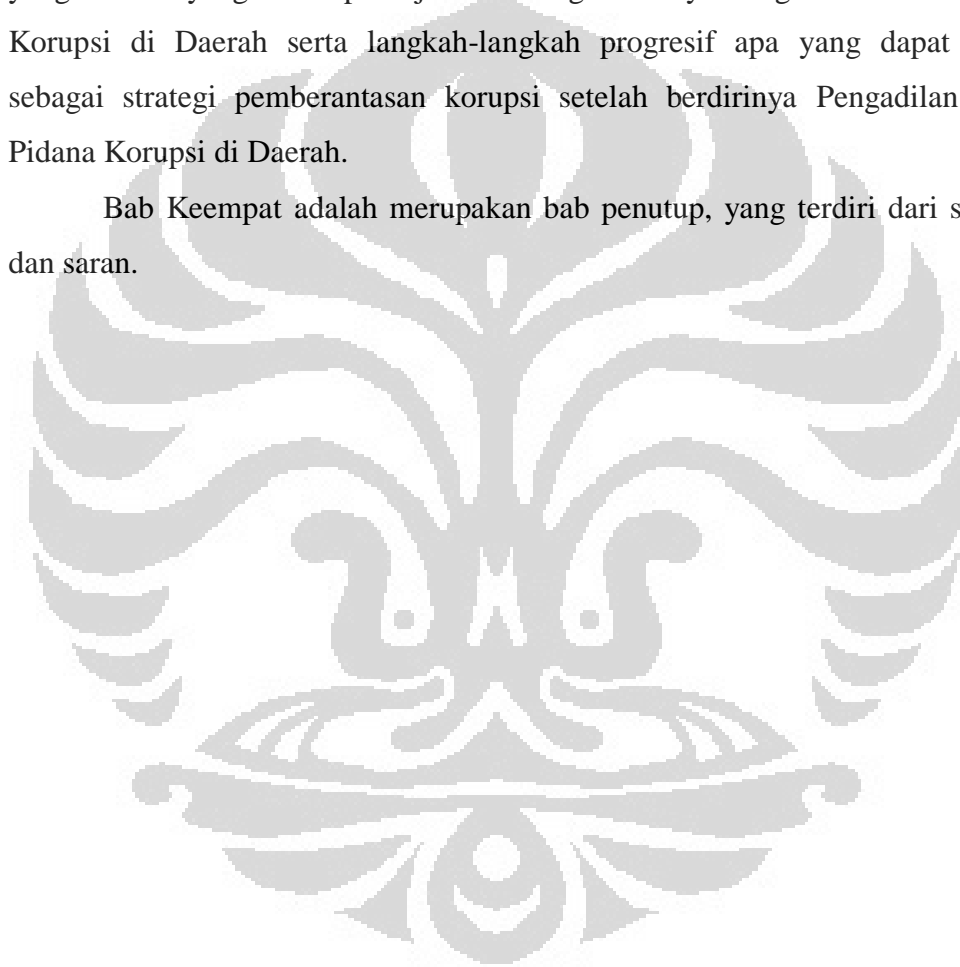 Korupsi di Daerah serta langkah-langkah progresif apa yang dapat
sebagai strategi pemberantasan korupsi setelah berdirinya Pengadilan
Pidana Korupsi di Daerah.
Bab Keempat adalah merupakan bab penutup, yang terdiri dari s
dan saran.